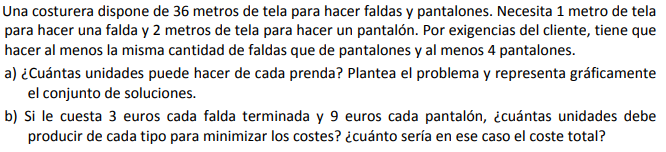 Una costurera dispone de 36 metros de tela para hacer faldas y pantalones. Necesita 1 metro de tela
para hacer una falda y 2 metros de tela para hacer un pantalón. Por exigencias del cliente, tiene que
hacer al menos la misma cantidad de faldas que de pantalones y al menos 4 pantalones.
a) ¿Cuántas unidades puede hacer de cada prenda? Plantea el problema y representa gráficamente
el conjunto de soluciones.
b) Si le cuesta 3 euros cada falda terminada y 9 euros cada pantalón, ¿cuántas unidades debe
producir de cada tipo para minimizar los costes? ¿cuánto sería en ese caso el coste total?